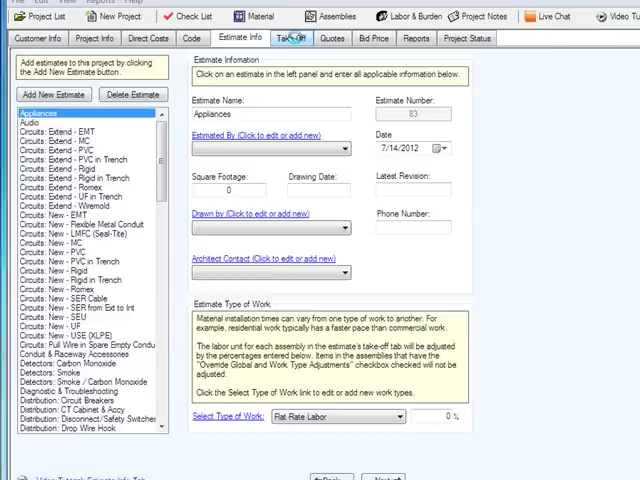 File Edit View Reports Help
Project List New Project Check List Material Assemblies Labor & Burden Project Notes Live Chat Video Tu
Customer Info Project Info Direct Costs Code Estimate Info Take-Off Quotes Bid Price Reports Project Status
Add estimates to this project by clicking
the Add New Estimate button.
Add New Estimate Delete Estimate
Appliances
Audio
Circuits: Extend - EMT
Circuits: Extend - MC
Circuits: Extend - PVC
Circuits: Extend - PVC in Trench
Circuits: Extend - Rigid
Circuits: Extend - Rigid in Trench
Circuits: Extend - Romex
Circuits: Extend - UF in Trench
Circuits: Extend - Wiremold
Circuits: New - EMT
Circuits: New - Flexible Metal Conduit
Circuits: New - LMFC (Seal-Tite)
Circuits: New - MC
Circuits: New - PVC
Circuits: New - PVC in Trench
Circuits: New - Rigid
Circuits: New - Rigid in Trench
Circuits: New - Romex
Circuits: New - SER Cable
Circuits: New - SER from Ext to Int
Circuits: New - SEU
Circuits: New - UF
Circuits: New - USE (XLPE)
Circuits: Pull Wire in Spare Empty Condu
Conduit & Raceway Accessories
Detectors: Carbon Monoxide
Detectors: Smoke
Detectors: Smoke / Carbon Monoxide
Diagnostic & Troubleshooting
Distribution: Circuit Breakers
Distribution: CT Cabinet & Accy
Distribution: Disconnect/Safety Switches
Distribution: Drop Wire Hook
Estimate Infomation
Click on an estimate in the left panel and enter all applicable information below.
Estimate Name: Estimate Number:
Appliances 83
Estimated By (Click to edit or add new) Date
7/14/2012
Square Footage: Drawing Date: Latest Revision:
0
Drawn by (Click to edit or add new) Phone Number:
Architect Contact (Click to edit or add new)
Estimate Type of Work
Material installation times can vary from one type of work to another. For
example, residential work typically has a faster pace than commercial work.
The labor unit for each assembly in the estimate's take-off tab will be adjusted
by the percentages entered below. Items in the assemblies that have the
"Override Global and Work Type Adjustments" checkbox checked will not be
adjusted.
Click the Select Type of Work link to edit or add new work types.
Select Type of Work: Flat Rate Labor 0 %
Video Tutorial: Estimate Info Tab Back Next